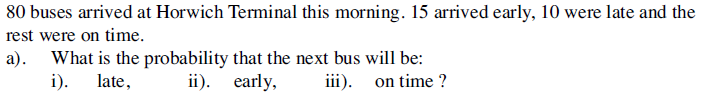 80 buses arrived at Horwich Terminal this morning. 15 arrived early, 10 were late and the
rest were on time.
a). What is the probability that the next bus will be:
i). late, ii). early, iii). on time ?